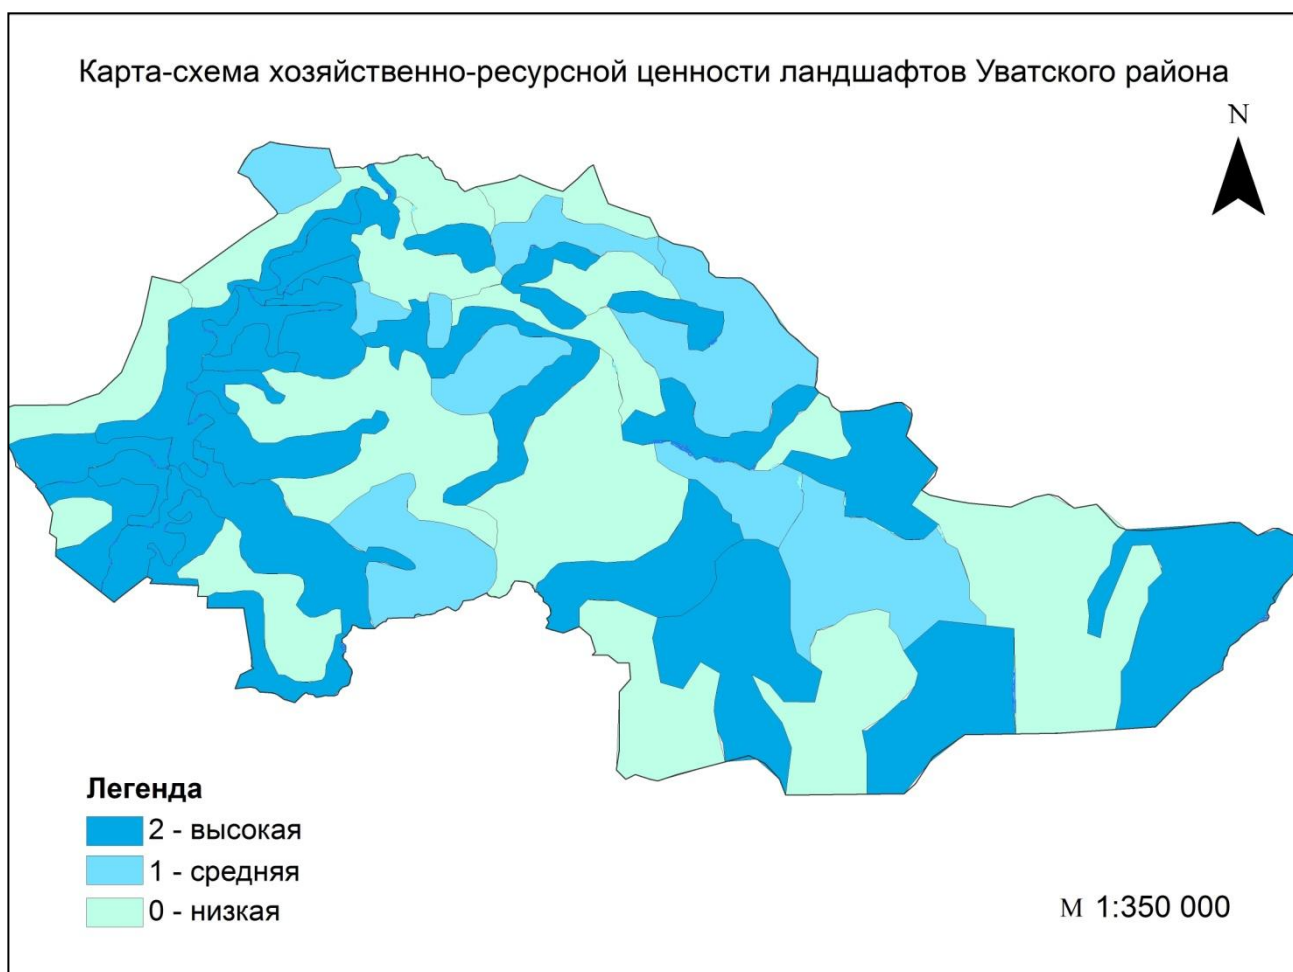 Карта-схема хозяйственно-ресурсной ценности ландшафтов Уватского района
N
Легенда
2 - высокая
1 - средняя
0 - низкая
М 1:350 000